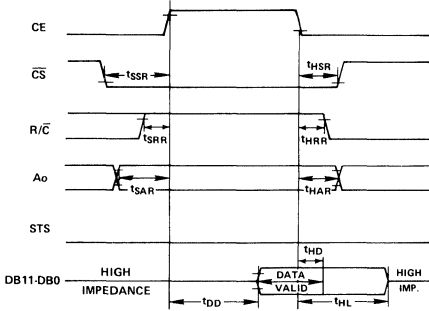 CE
CS
tSSR
tHSR
R/C
tSRR
tHRR
Ao
tSAR
tHAR
STS
tHD
DB11-DB0
HIGH IMPEDANCE
DATA VALID
HIGH IMP.
tDD
tHL